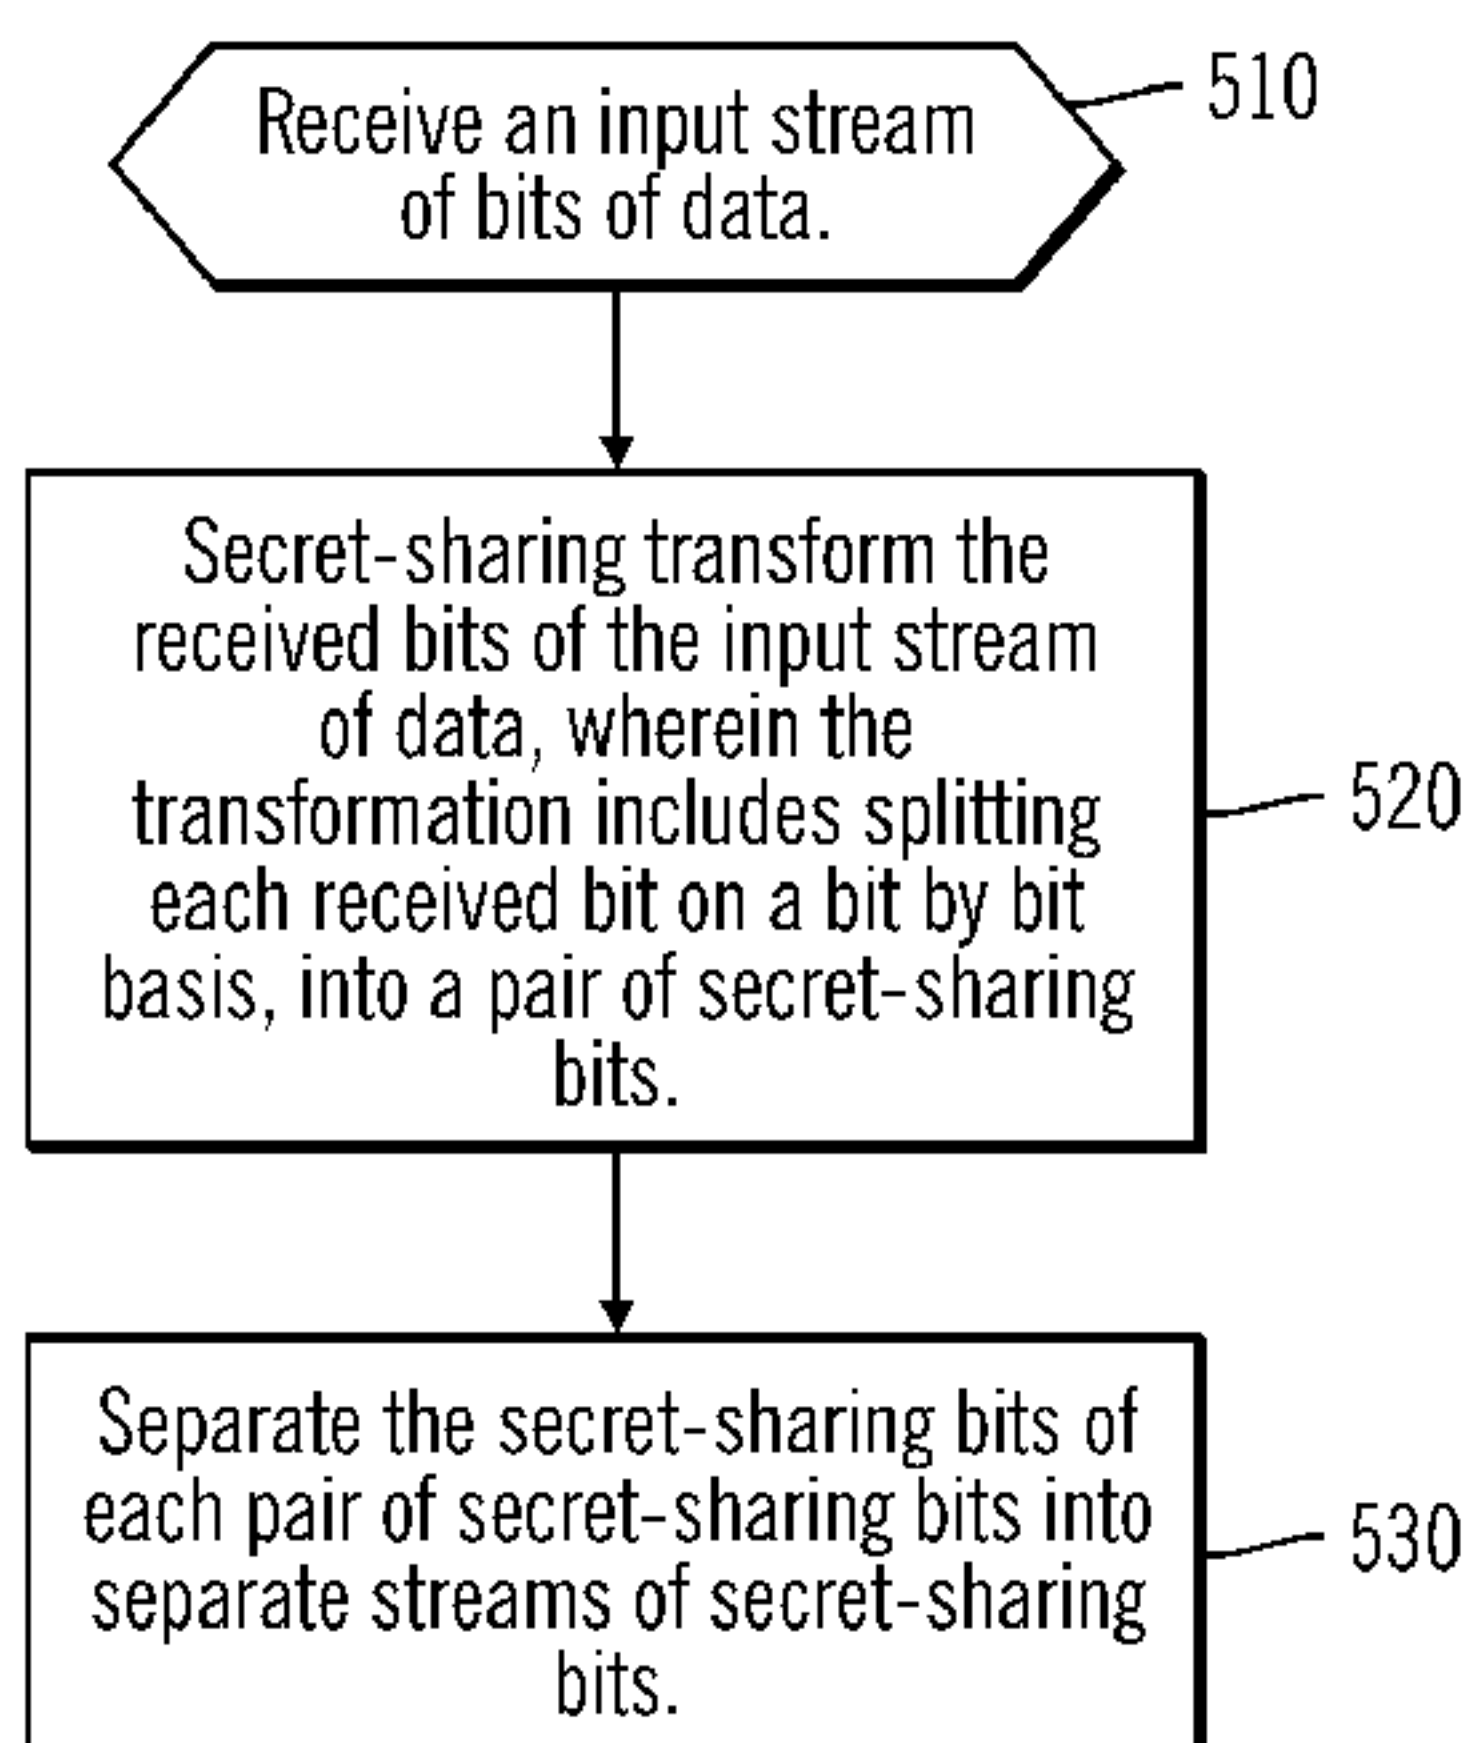 Receive an input stream
of bits of data.
510
Secret-sharing transform the
received bits of the input stream
of data, wherein the
transformation includes splitting
each received bit on a bit by bit
basis, into a pair of secret-sharing
bits.
520
Separate the secret-sharing bits of
each pair of secret-sharing bits into
separate streams of secret-sharing
bits.
530